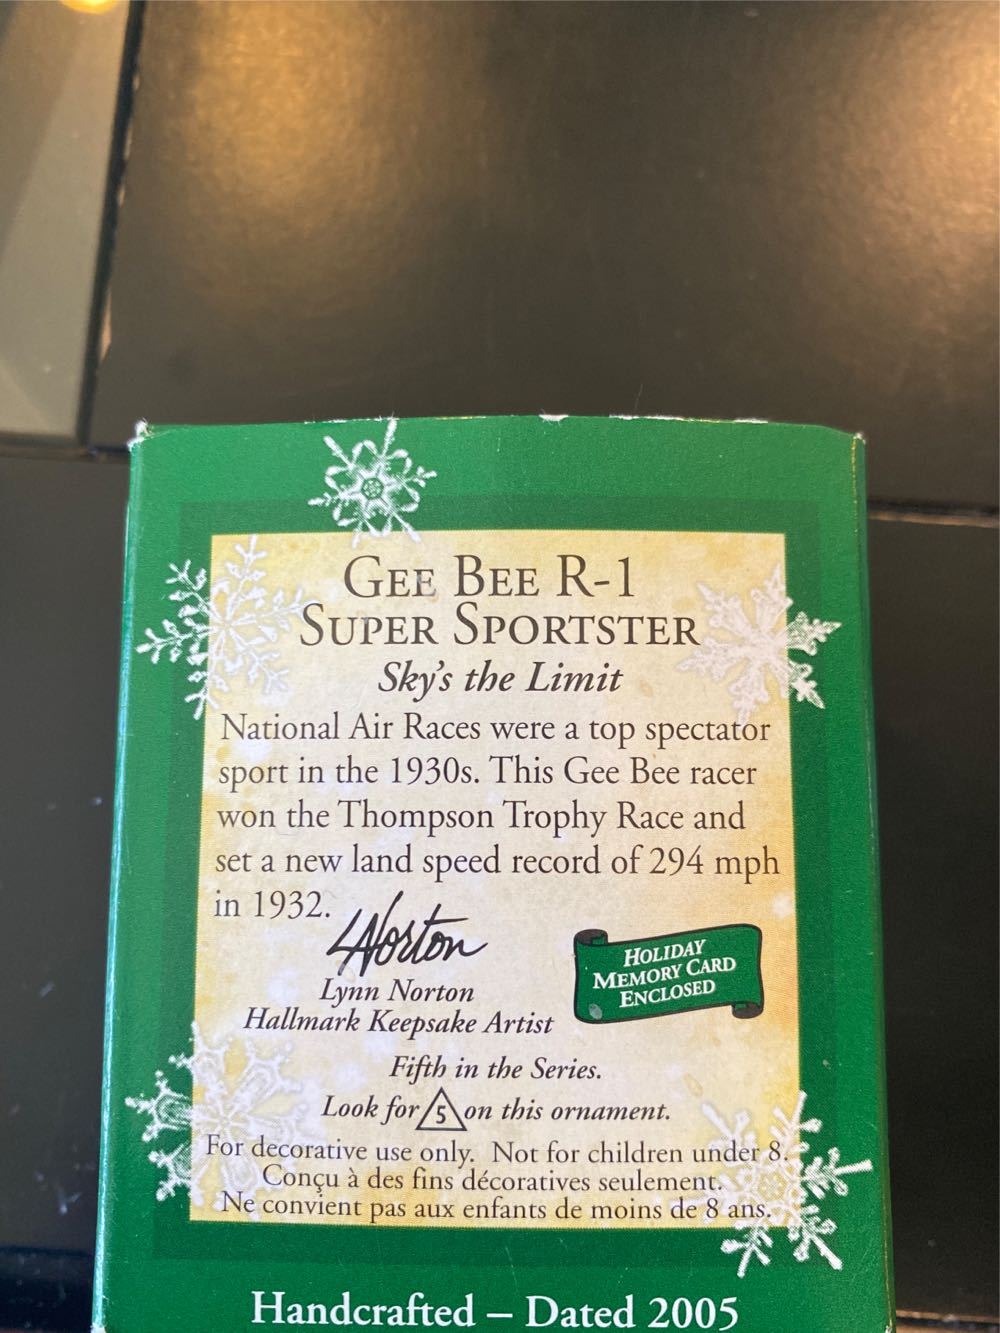 GEE BEE R-1
SUPER SPORTSTER
Sky's the Limit
National Air Races were a top spectator
sport in the 1930s. This Gee Bee racer
won the Thompson Trophy Race and
set a new land speed record of 294 mph
in 1932.
LNorton
Lynn Norton
Hallmark Keepsake Artist
HOLIDAY
MEMORY CARD
ENCLOSED
Fifth in the Series.
Look for 5 on this ornament.
For decorative use only. Not for children under 8.
Conçu à des fins décoratives seulement.
Ne convient pas aux enfants de moins de 8 ans.
Handcrafted – Dated 2005